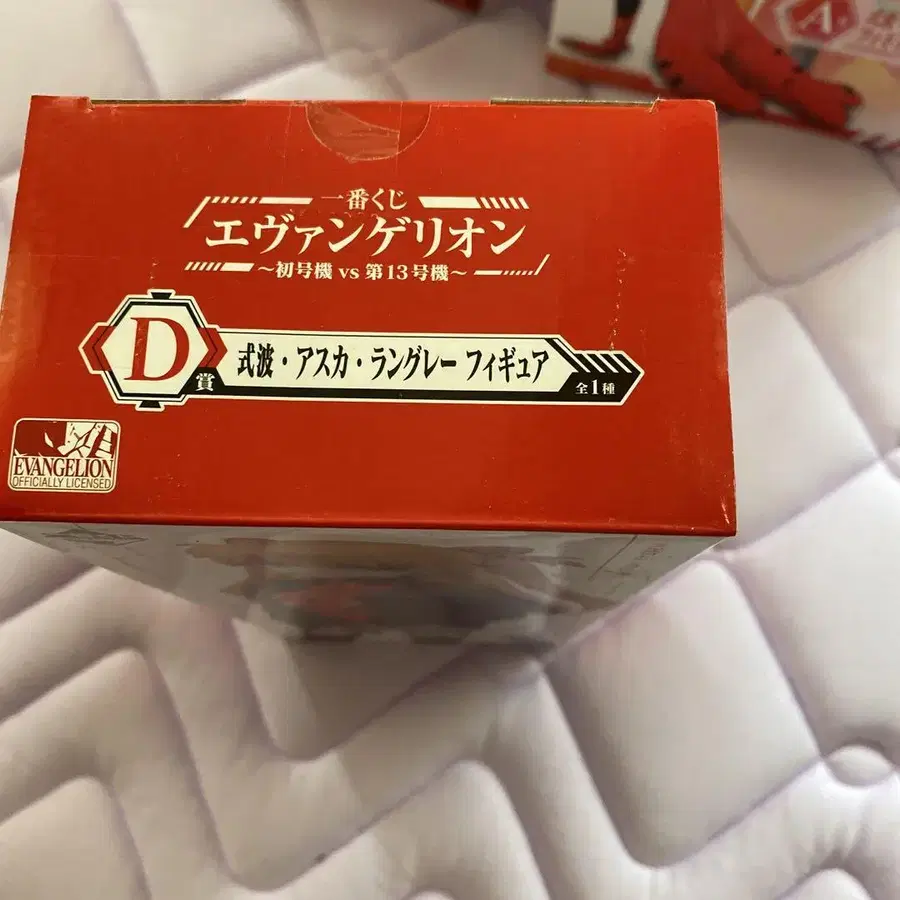 一番くじ
エヴァンゲリオン
～初号機 vs 第13号機～
D賞
式波・アスカ・ラングレー フィギュア
全1種
EVANGELION
OFFICIALLY LICENSED
A